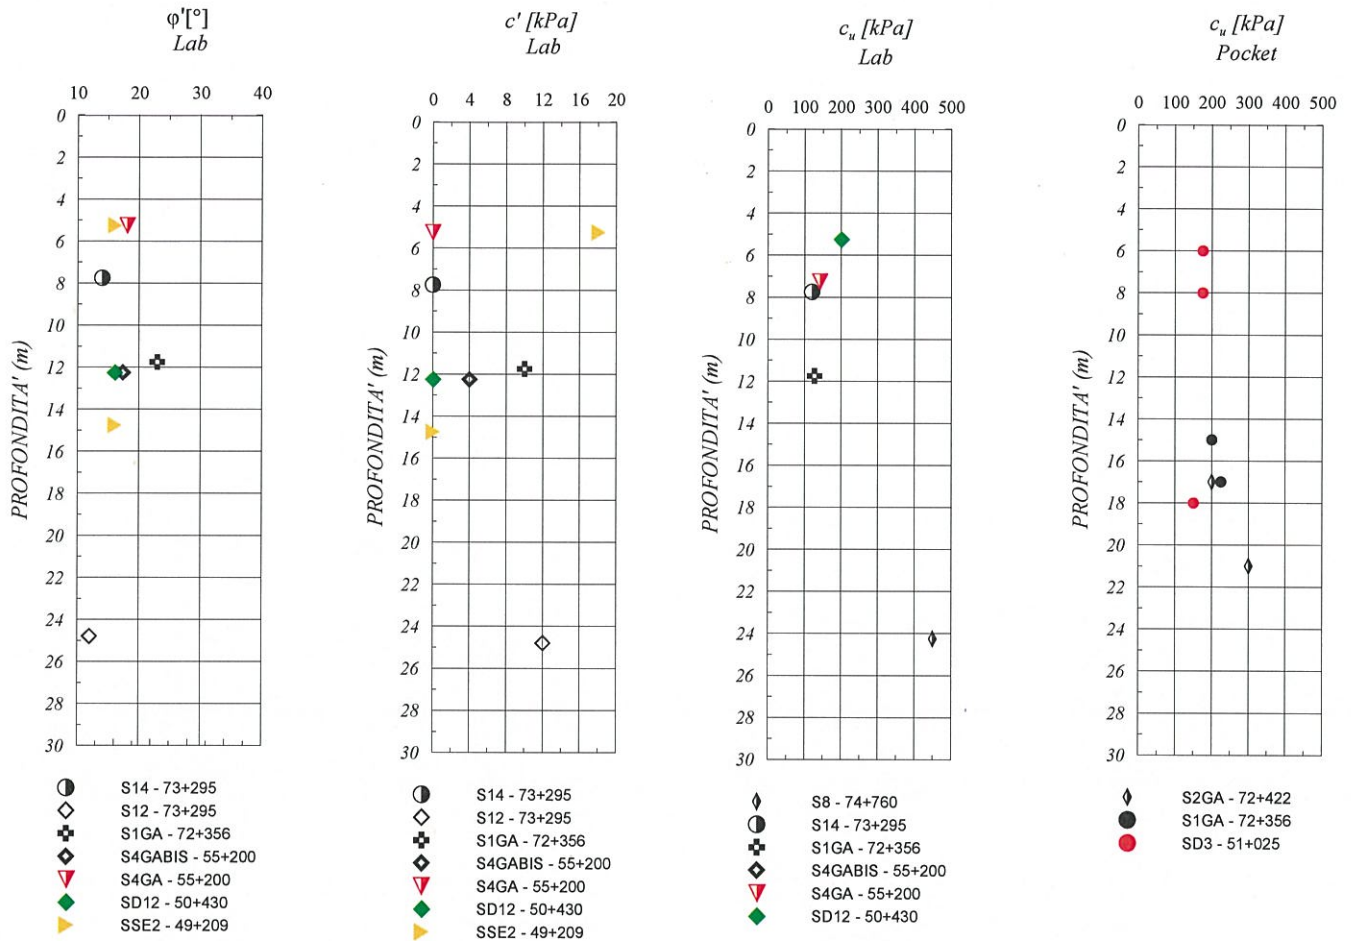 φ'[°]
Lab
10 20 30 40
0
2
4
6
8
10
12
14
16
18
20
22
24
26
28
30
PROFONDITA' (m)
S14 - 73+295
S12 - 73+295
S1GA - 72+356
S4GABIS - 55+200
S4GA - 55+200
SD12 - 50+430
SSE2 - 49+209
c' [kPa]
Lab
0 4 8 12 16 20
0
2
4
6
8
10
12
14
16
18
20
22
24
26
28
30
PROFONDITA' (m)
S14 - 73+295
S12 - 73+295
S1GA - 72+356
S4GABIS - 55+200
S4GA - 55+200
SD12 - 50+430
SSE2 - 49+209
cu [kPa]
Lab
0 100 200 300 400 500
0
2
4
6
8
10
12
14
16
18
20
22
24
26
28
30
PROFONDITA' (m)
S8 - 74+760
S14 - 73+295
S1GA - 72+356
S4GABIS - 55+200
S4GA - 55+200
SD12 - 50+430
cu [kPa]
Pocket
0 100 200 300 400 500
0
2
4
6
8
10
12
14
16
18
20
22
24
26
28
30
PROFONDITA' (m)
S2GA - 72+422
S1GA - 72+356
SD3 - 51+025